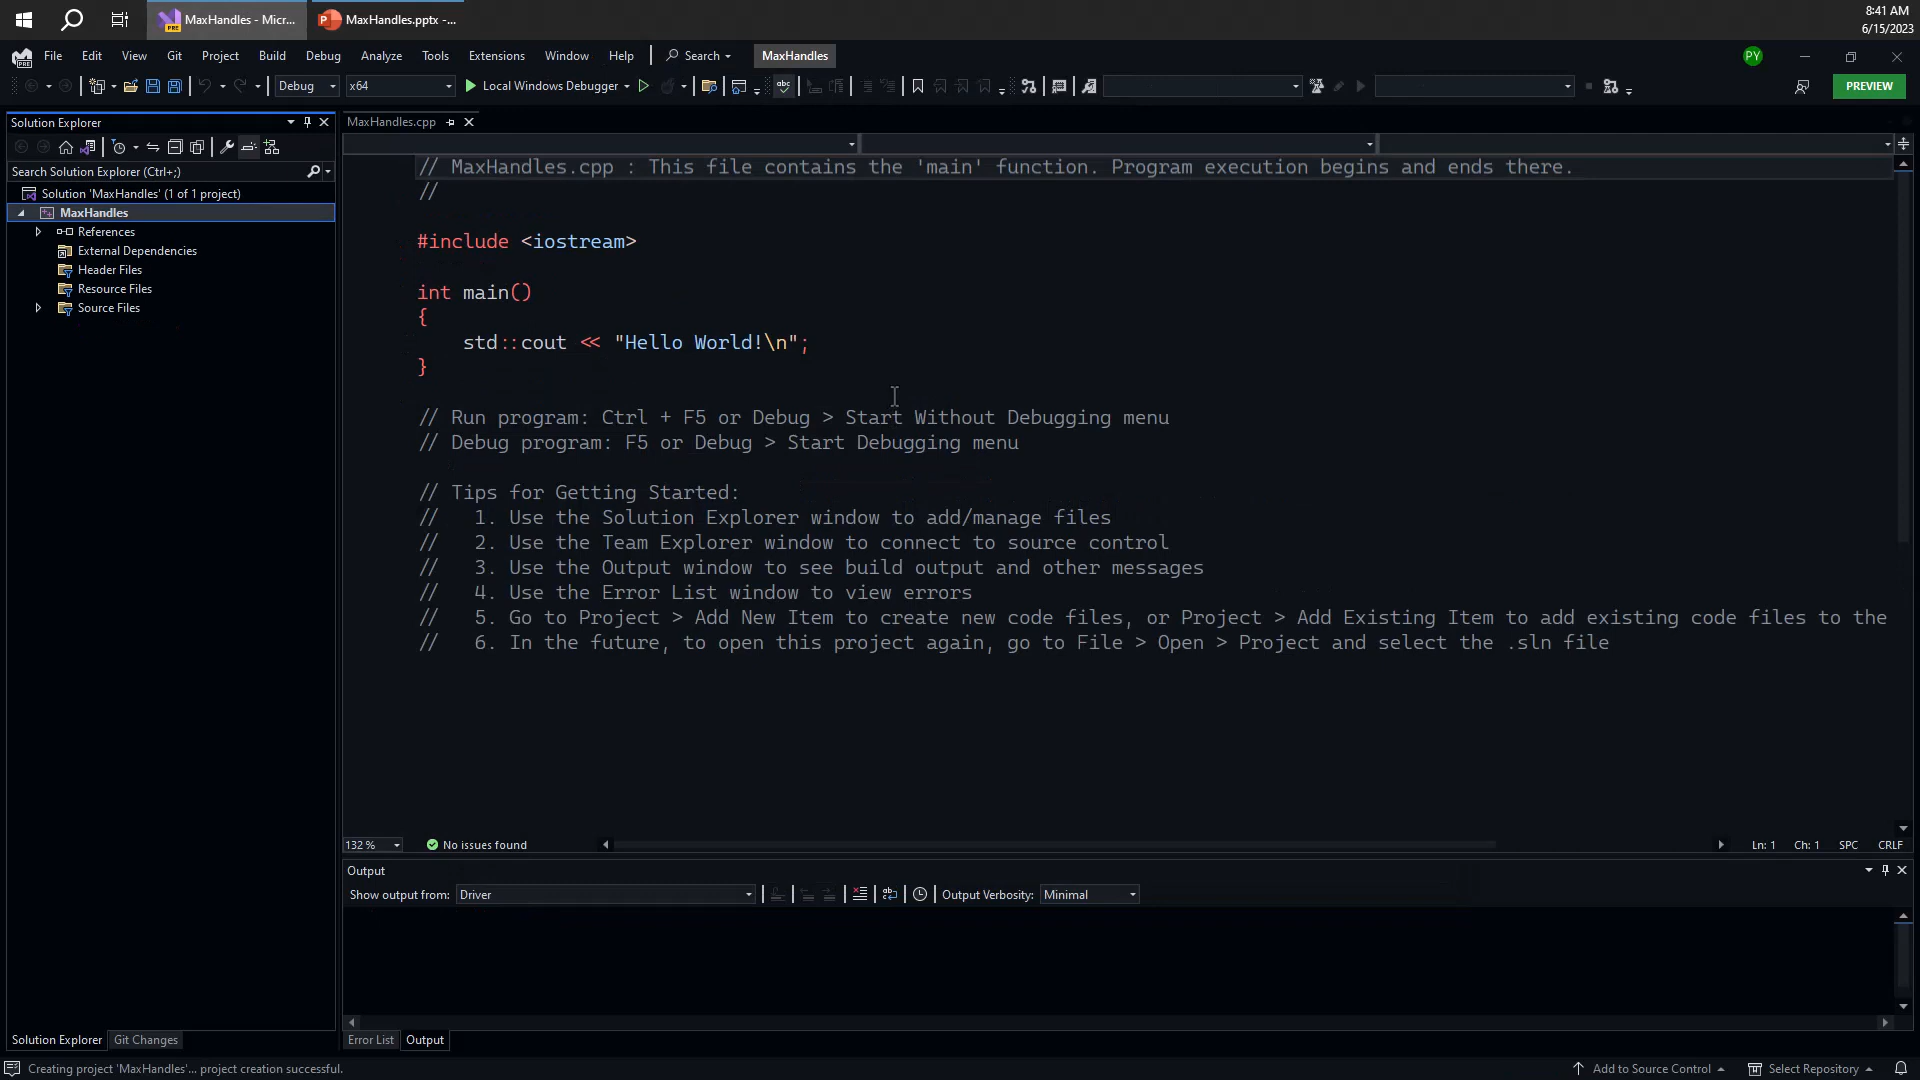 MaxHandles - Micr...
MaxHandles.pptx -...
8:41 AM
6/15/2023
File Edit View Git Project Build Debug Analyze Tools Extensions Window Help Search MaxHandles PY
Debug x64 Local Windows Debugger PREVIEW
Solution Explorer
Search Solution Explorer (Ctrl+;)
Solution 'MaxHandles' (1 of 1 project)
MaxHandles
References
External Dependencies
Header Files
Resource Files
Source Files
MaxHandles.cpp
// MaxHandles.cpp : This file contains the 'main' function. Program execution begins and ends there.
//
#include <iostream>
int main()
{
std::cout << "Hello World!\n";
}
// Run program: Ctrl + F5 or Debug > Start Without Debugging menu
// Debug program: F5 or Debug > Start Debugging menu
// Tips for Getting Started:
// 1. Use the Solution Explorer window to add/manage files
// 2. Use the Team Explorer window to connect to source control
// 3. Use the Output window to see build output and other messages
// 4. Use the Error List window to view errors
// 5. Go to Project > Add New Item to create new code files, or Project > Add Existing Item to add existing code files to the
// 6. In the future, to open this project again, go to File > Open > Project and select the .sln file
132 % No issues found Ln: 1 Ch: 1 SPC CRLF
Output
Show output from: Driver Output Verbosity: Minimal
Solution Explorer Git Changes
Error List Output
Creating project 'MaxHandles'... project creation successful. Add to Source Control Select Repository